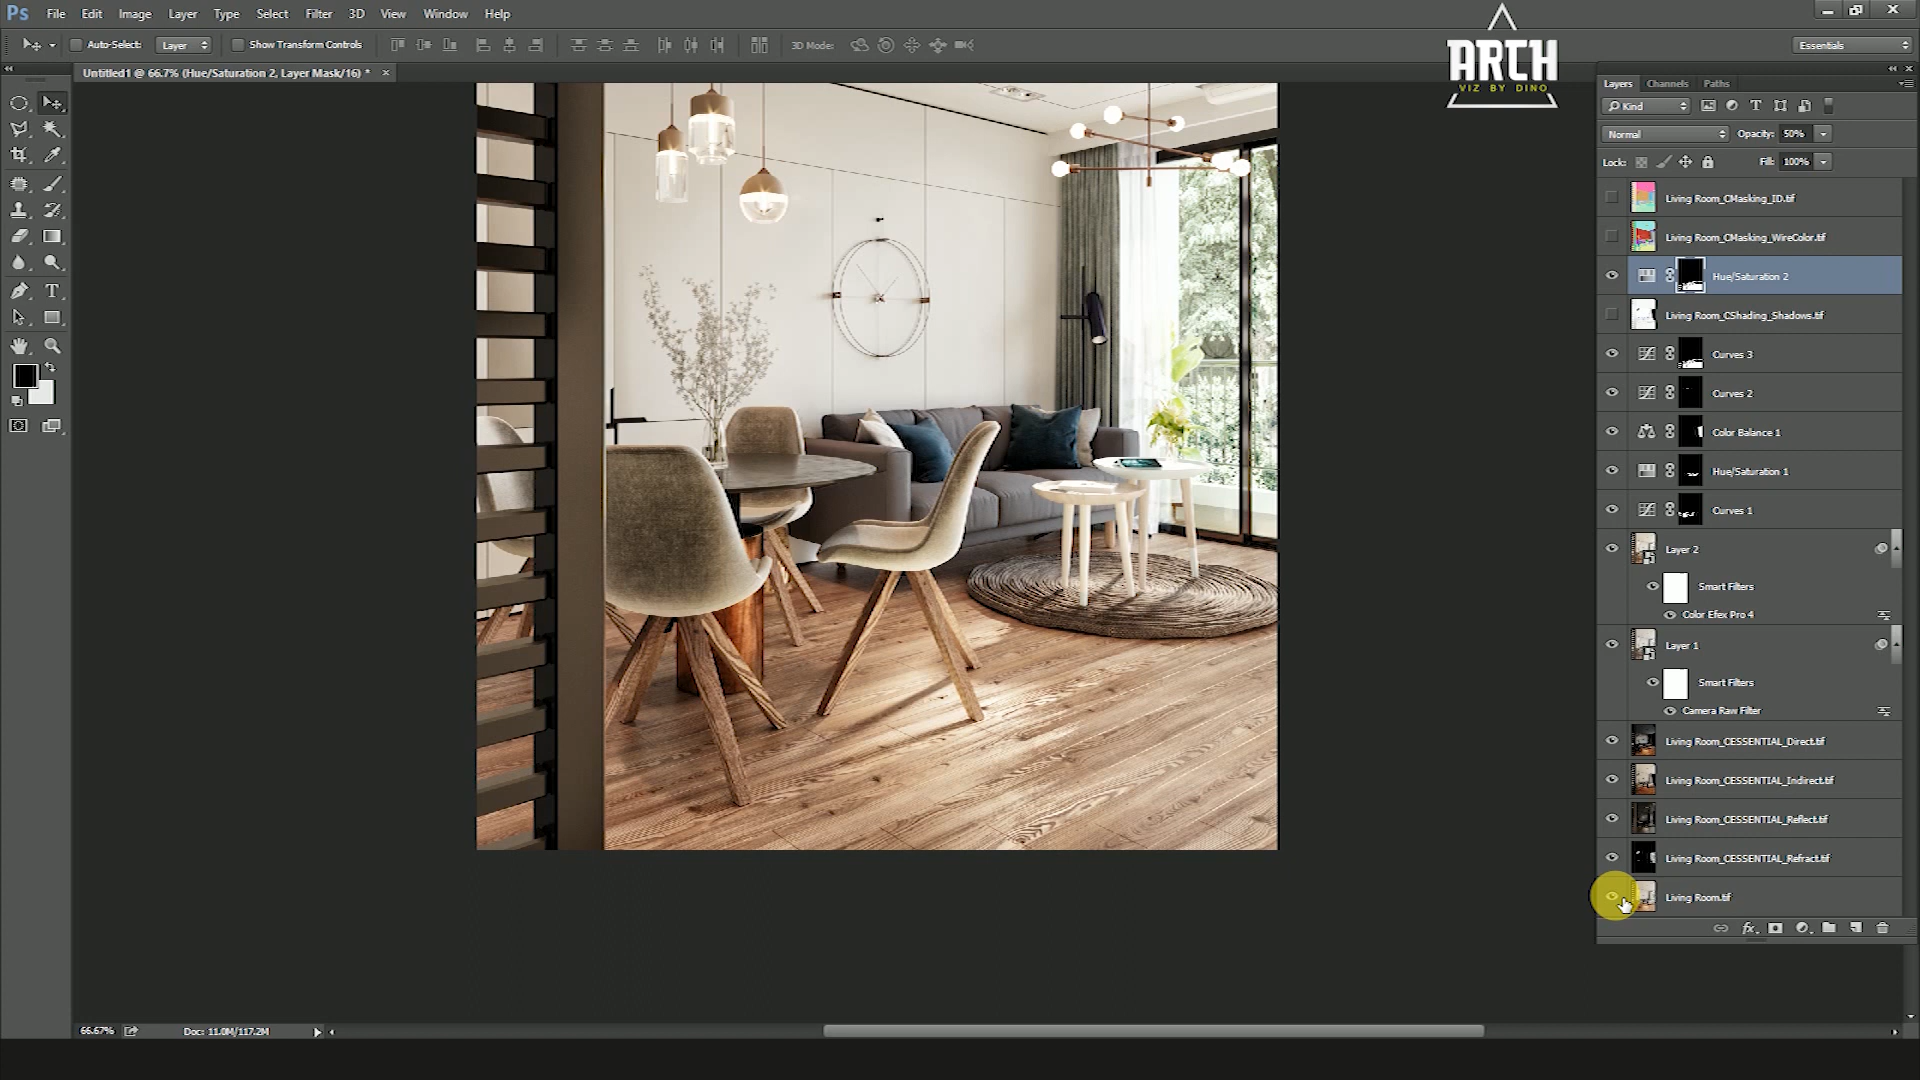 Ps File Edit Image Layer Type Select Filter 3D View Window Help
Auto-Select: Layer Show Transform Controls 3D Mode: Essentials
ARCH
VIZ BY DINO
Untitled1 @ 66.7% (Hue/Saturation 2, Layer Mask/16) * ×
Layers Channels Paths
Kind
Normal Opacity: 50%
Lock: Fill: 100%
Living Room_CMasking_ID.tif
Living Room_CMasking_WireColor.tif
Hue/Saturation 2
Living Room_CShading_Shadows.tif
Curves 3
Curves 2
Color Balance 1
Hue/Saturation 1
Curves 1
Layer 2
Smart Filters
Color Efex Pro 4
Layer 1
Smart Filters
Camera Raw Filter
Living Room_CESSENTIAL_Direct.tif
Living Room_CESSENTIAL_Indirect.tif
Living Room_CESSENTIAL_Reflect.tif
Living Room_CESSENTIAL_Refract.tif
Living Room.tif
fx
66.67% Doc: 11.0M/117.2M